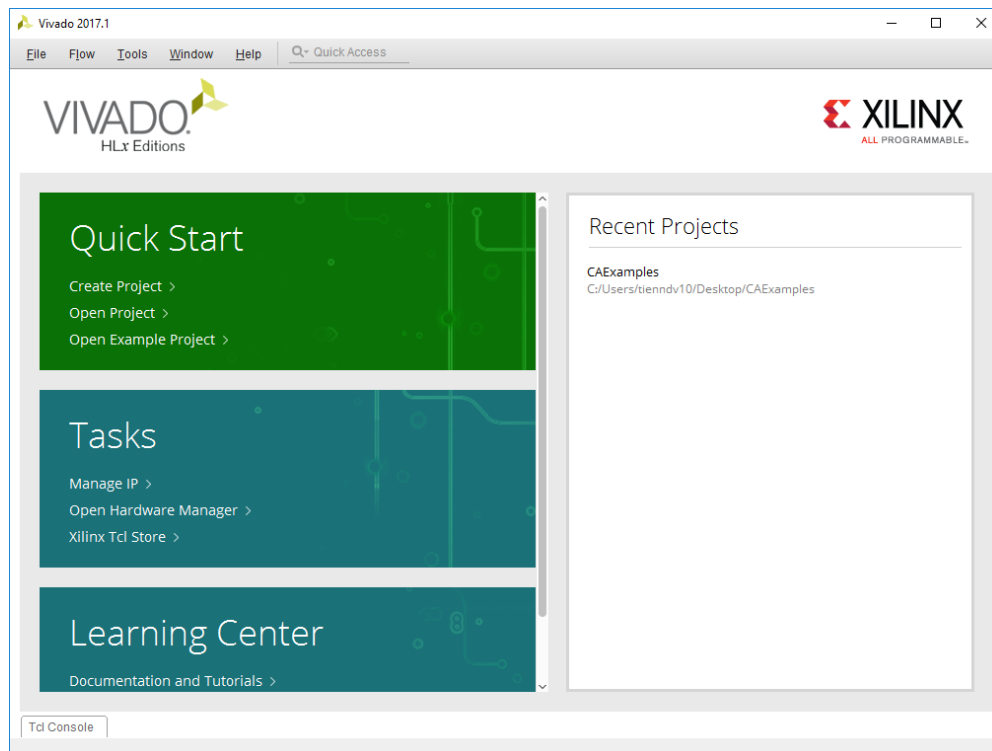 Vivado 2017.1
File Flow Tools Window Help Quick Access
VIVADO.
HLx Editions
XILINX
ALL PROGRAMMABLE™
Quick Start
Create Project >
Open Project >
Open Example Project >
Tasks
Manage IP >
Open Hardware Manager >
Xilinx Tcl Store >
Learning Center
Documentation and Tutorials >
Recent Projects
CAExamples
C:/Users/tienndv10/Desktop/CAExamples
Tcl Console